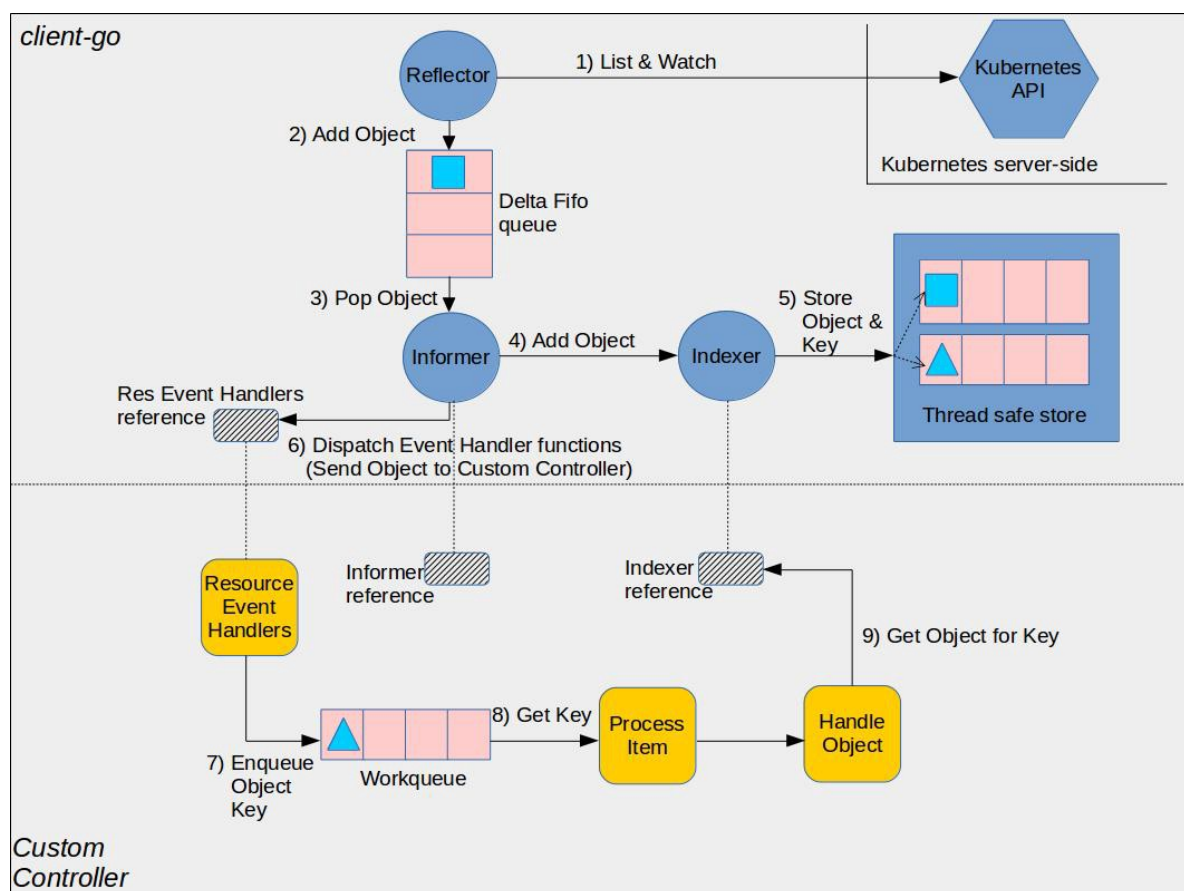 client-go
Reflector
1) List & Watch
Kubernetes
API
Kubernetes server-side
2) Add Object
Delta Fifo
queue
3) Pop Object
Informer
4) Add Object
Indexer
5) Store
Object &
Key
Thread safe store
Res Event Handlers
reference
6) Dispatch Event Handler functions
(Send Object to Custom Controller)
Resource
Event
Handlers
Informer
reference
Indexer
reference
9) Get Object for Key
7) Enqueue
Object
Key
Workqueue
8) Get Key
Process
Item
Handle
Object
Custom
Controller